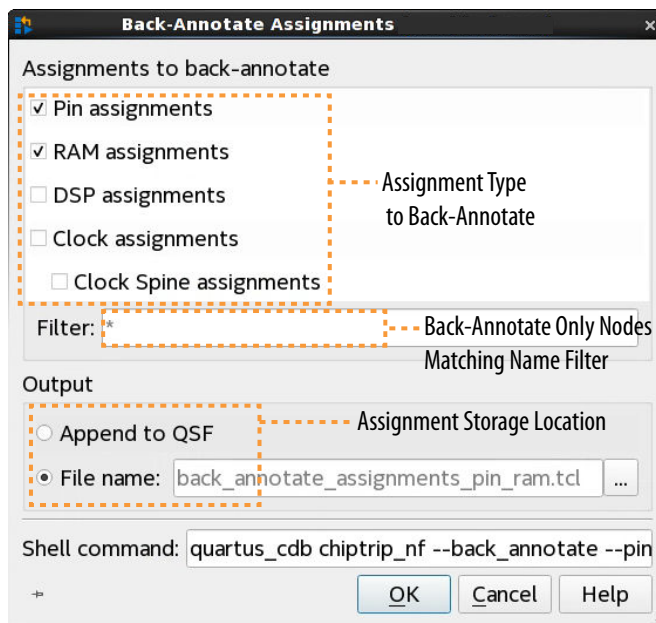 Back-Annotate Assignments
Assignments to back-annotate
Pin assignments
RAM assignments
DSP assignments
Clock assignments
Clock Spine assignments
Assignment Type
to Back-Annotate
Filter: *
Back-Annotate Only Nodes
Matching Name Filter
Output
Append to QSF
Assignment Storage Location
File name: back_annotate_assignments_pin_ram.tcl ...
Shell command: quartus_cdb chiptrip_nf --back_annotate --pin
OK Cancel Help